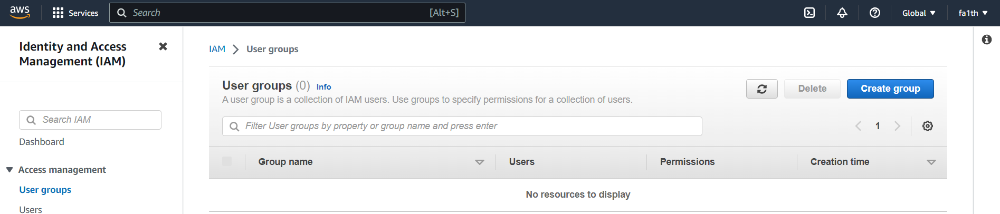 aws
Services
Search
[Alt+S]
Global
fa1th
Identity and Access
Management (IAM)
Search IAM
Dashboard
Access management
User groups
Users
IAM
User groups
User groups (0) Info
A user group is a collection of IAM users. Use groups to specify permissions for a collection of users.
Delete
Create group
Filter User groups by property or group name and press enter
1
Group name
Users
Permissions
Creation time
No resources to display